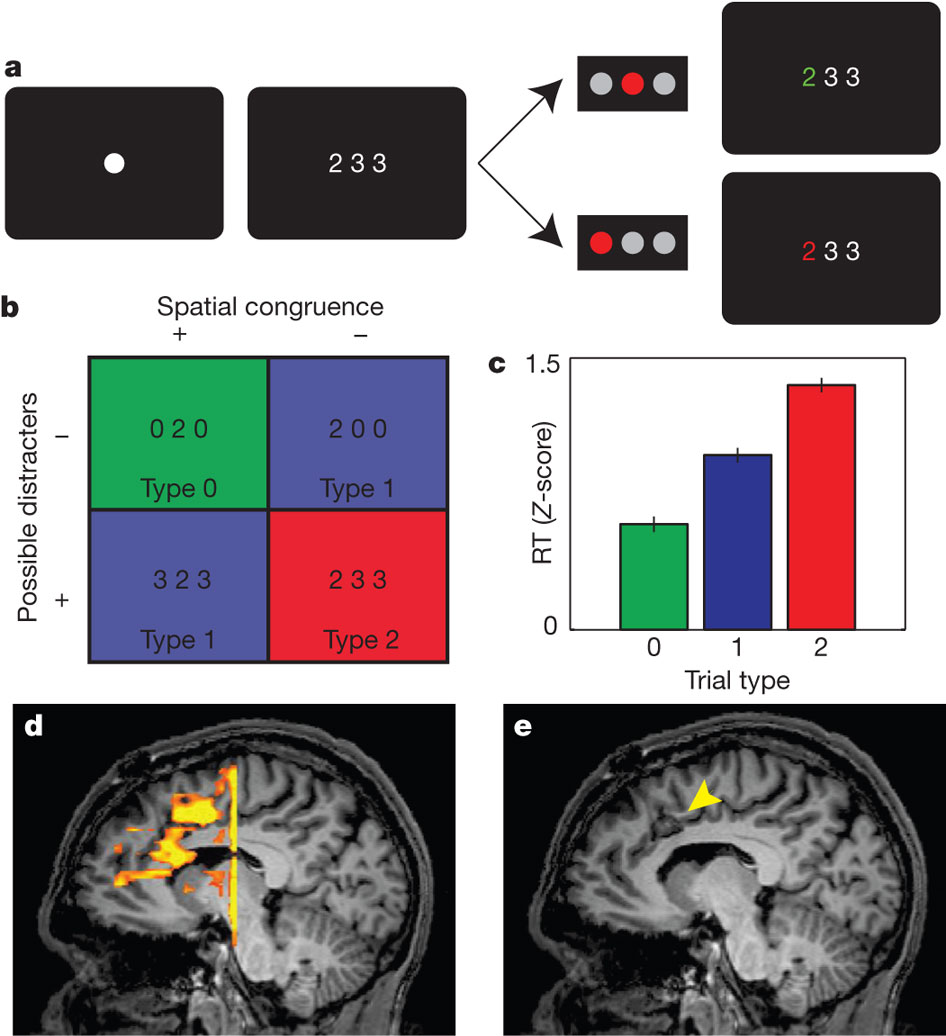 a
2 3 3
2 3 3
2 3 3
b
Spatial congruence
+ –
Possible distracters
–
+
0 2 0
Type 0
2 0 0
Type 1
3 2 3
Type 1
2 3 3
Type 2
c
1.5
RT (Z-score)
0
0 1 2
Trial type
d
e